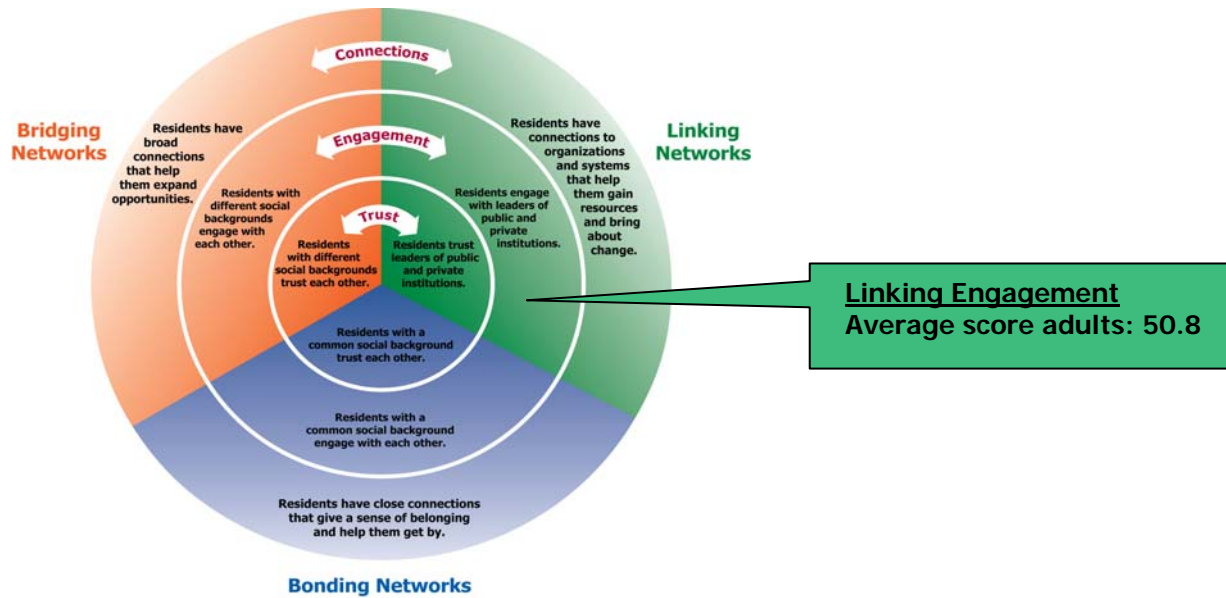 Connections
Bridging
Networks
Linking
Networks
Residents have
broad
connections
that help
them expand
opportunities.
Engagement
Residents have
connections to
organizations
and systems
that help
them gain
resources
and bring
about
change.
Residents with
different social
backgrounds
engage with
each other.
Residents engage
with leaders of
public and
private
institutions.
Trust
Residents
with different
social backgrounds
trust each other.
Residents trust
leaders of public
and private
institutions.
Linking Engagement
Average score adults: 50.8
Residents with a
common social background
trust each other.
Residents with a
common social background
engage with each other.
Residents have close connections
that give a sense of belonging
and help them get by.
Bonding Networks